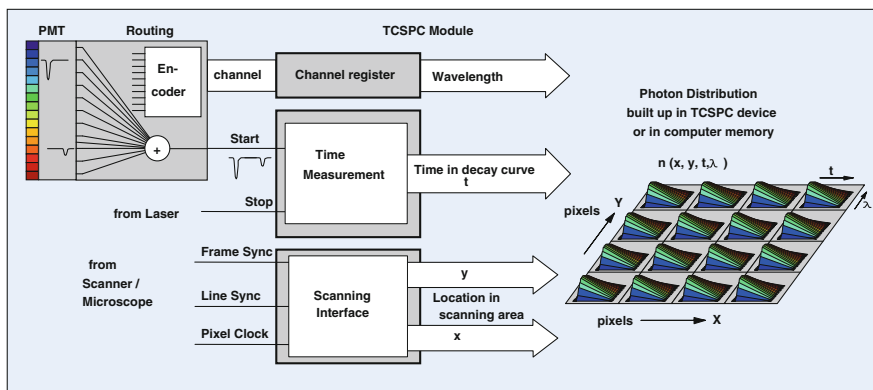 PMT
Routing
TCSPC Module
En-
coder
channel
Channel register
Wavelength
Photon Distribution
built up in TCSPC device
or in computer memory
n (x, y, t,λ )
Start
+
Time
Measurement
Time in decay curve
t
Stop
from Laser
t
λ
Y
pixels
from
Scanner /
Microscope
Frame Sync
Line Sync
Pixel Clock
Scanning
Interface
y
Location in
scanning area
x
pixels
X